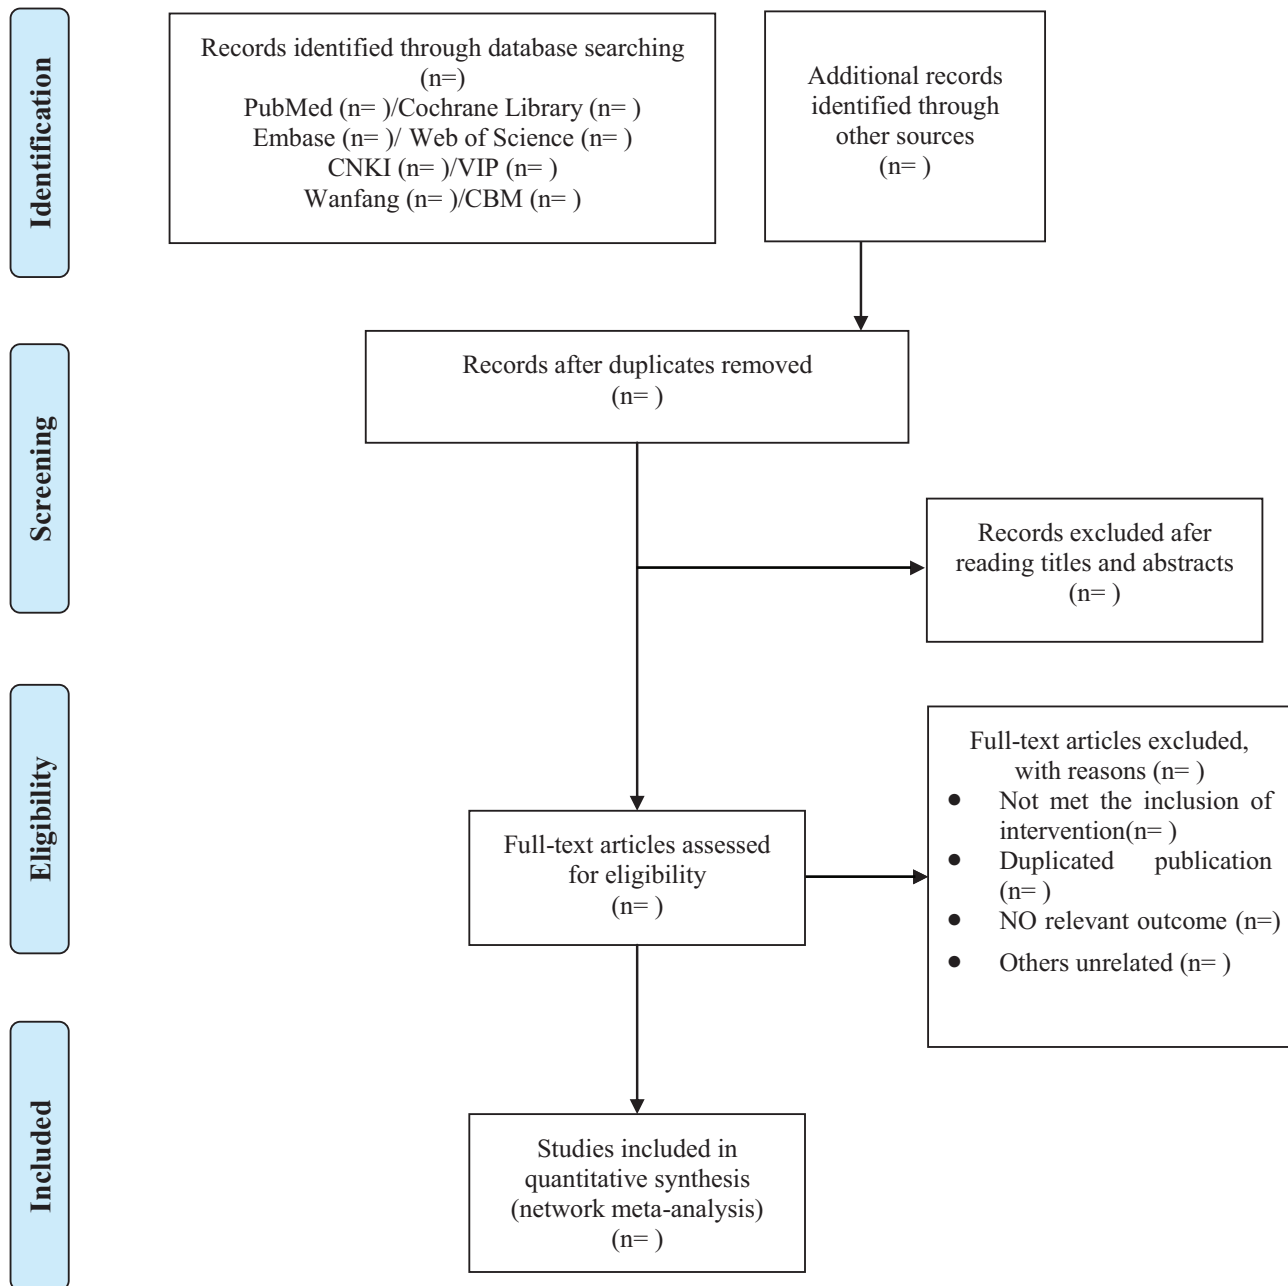 Identification
Records identified through database searching
(n=)
PubMed (n= )/Cochrane Library (n= )
Embase (n= )/ Web of Science (n= )
CNKI (n= )/VIP (n= )
Wanfang (n= )/CBM (n= )
Additional records
identified through
other sources
(n= )
Screening
Records after duplicates removed
(n= )
Records excluded afer
reading titles and abstracts
(n= )
Eligibility
Full-text articles assessed
for eligibility
(n= )
Full-text articles excluded,
with reasons (n= )
● Not met the inclusion of
intervention(n= )
● Duplicated publication
(n= )
● NO relevant outcome (n=)
● Others unrelated (n= )
Included
Studies included in
quantitative synthesis
(network meta-analysis)
(n= )